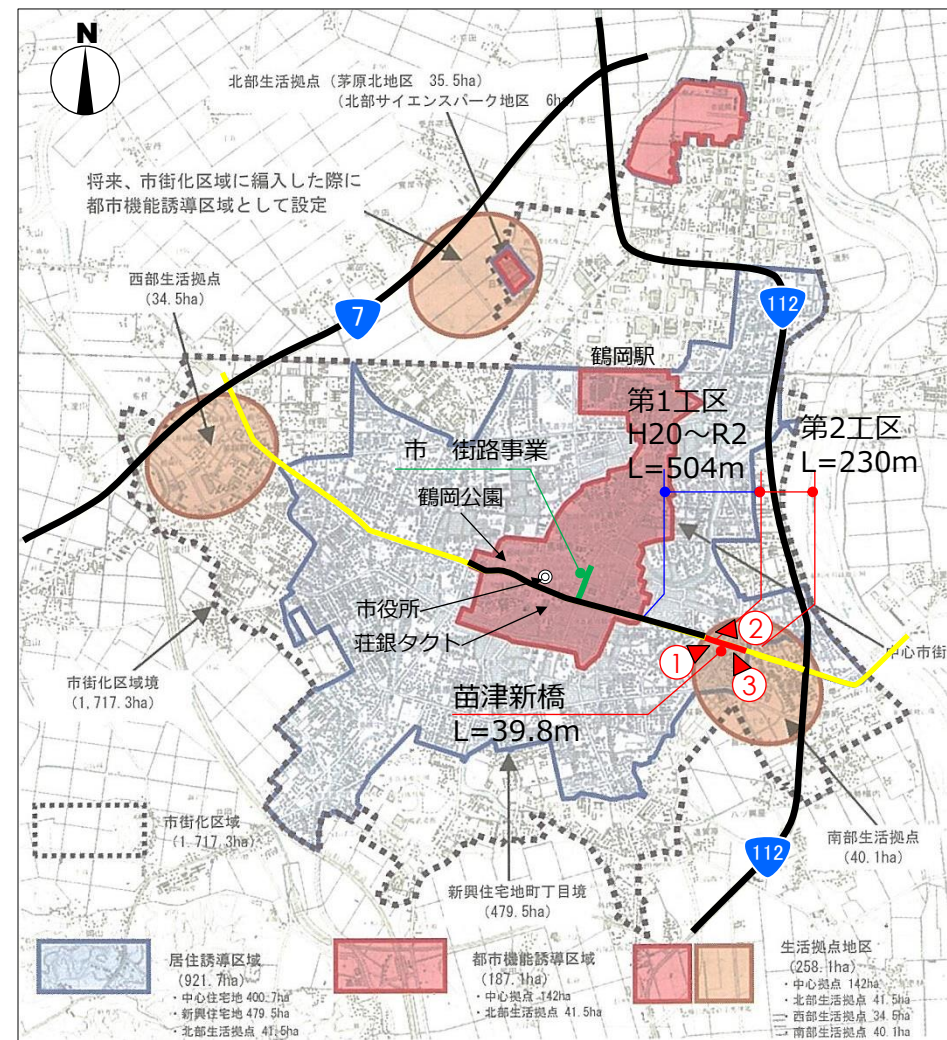 N
北部生活拠点(茅原北地区 35.5ha)
(北部サイエンスパーク地区 6ha)
将来、市街化区域に編入した際に
都市機能誘導区域として設定
西部生活拠点
(34.5ha)
7
112
鶴岡駅
第1工区
H20~R2
L=504m
第2工区
L=230m
市 街路事業
鶴岡公園
市役所
荘銀タクト
①
②
③
中心市街
市街化区域境
(1,717.3ha)
苗津新橋
L=39.8m
市街化区域
(1,717.3ha)
新興住宅地町丁目境
(479.5ha)
112
南部生活拠点
(40.1ha)
居住誘導区域
(921.7ha)
・中心住宅地 400.7ha
・新興住宅地 479.5ha
・北部生活拠点 41.5ha
都市機能誘導区域
(187.1ha)
・中心拠点 142ha
・北部生活拠点 41.5ha
生活拠点地区
(258.1ha)
・中心拠点 142ha
・北部生活拠点 41.5ha
・西部生活拠点 34.5ha
・南部生活拠点 40.1ha